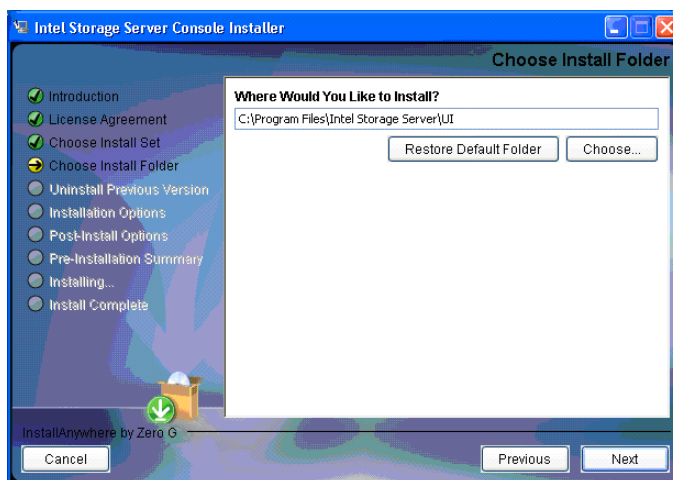 Intel Storage Server Console Installer
Choose Install Folder
Introduction
License Agreement
Choose Install Set
Choose Install Folder
Uninstall Previous Version
Installation Options
Post-Install Options
Pre-Installation Summary
Installing...
Install Complete
Where Would You Like to Install?
C:\Program Files\Intel Storage Server\UI
Restore Default Folder
Choose...
InstallAnywhere by Zero G
Cancel
Previous
Next